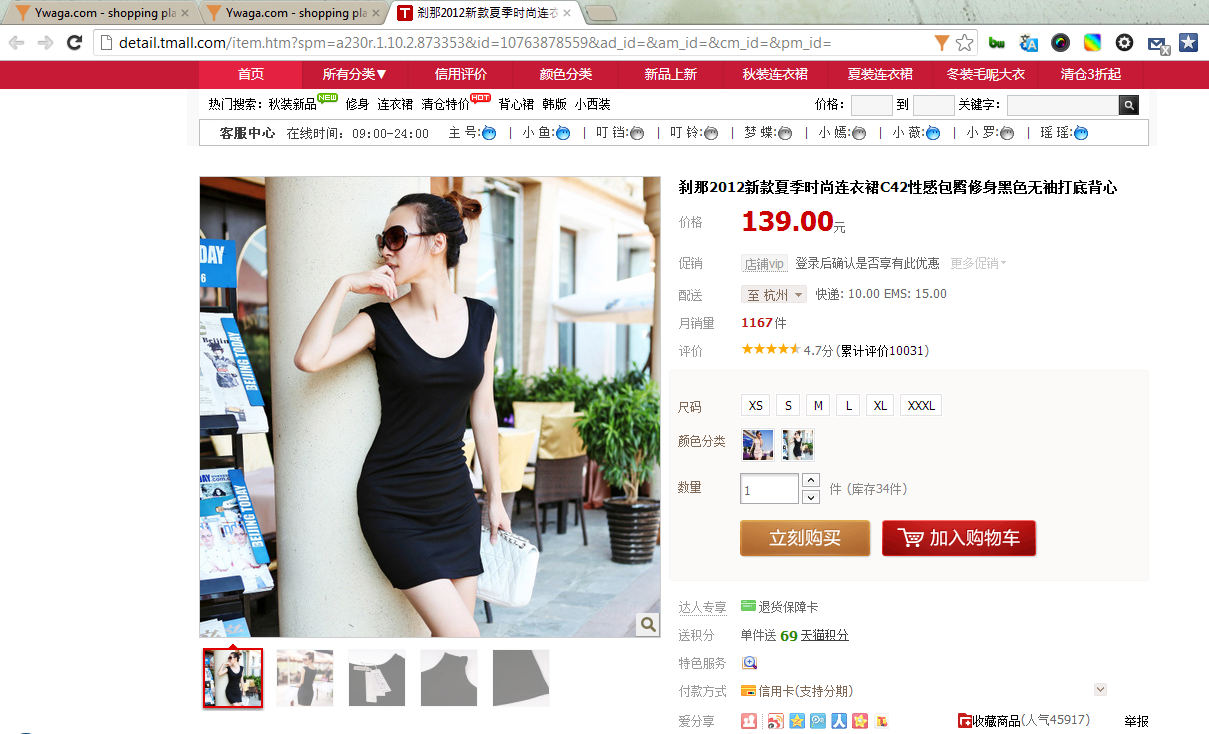 Ywaga.com - shopping pla
Ywaga.com - shopping pla
刹那2012新款夏季时尚连衣
detail.tmall.com/item.htm?spm=a230r.1.10.2.873353&id=10763878559&ad_id=&am_id=&cm_id=&pm_id=
首页 所有分类▼ 信用评价 颜色分类 新品上新 秋装连衣裙 夏装连衣裙 冬装毛呢大衣 清仓3折起
热门搜索: 秋装新品 NEW 修身 连衣裙 清仓特价 HOT 背心裙 韩版 小西装 价格: 到 关键字:
客服中心 在线时间: 09:00-24:00 主号: | 小鱼: | 叮铛: | 叮铃: | 梦蝶: | 小嫣: | 小薇: | 小罗: | 瑶瑶:
刹那2012新款夏季时尚连衣裙C42性感包臀修身黑色无袖打底背心
价格 139.00元
促销 店铺vip 登录后确认是否享有此优惠 更多促销
配送 至 杭州 快递: 10.00 EMS: 15.00
月销量 1167件
评价 4.7分 (累计评价10031)
尺码 XS S M L XL XXXL
颜色分类
数量 1 件 (库存34件)
立刻购买 加入购物车
达人专享 退货保障卡
送积分 单件送 69 天猫积分
特色服务
付款方式 信用卡(支持分期)
爱分享 收藏商品(人气45917) 举报
DAY
6
BEIJING TODAY
BEIJING TODAY